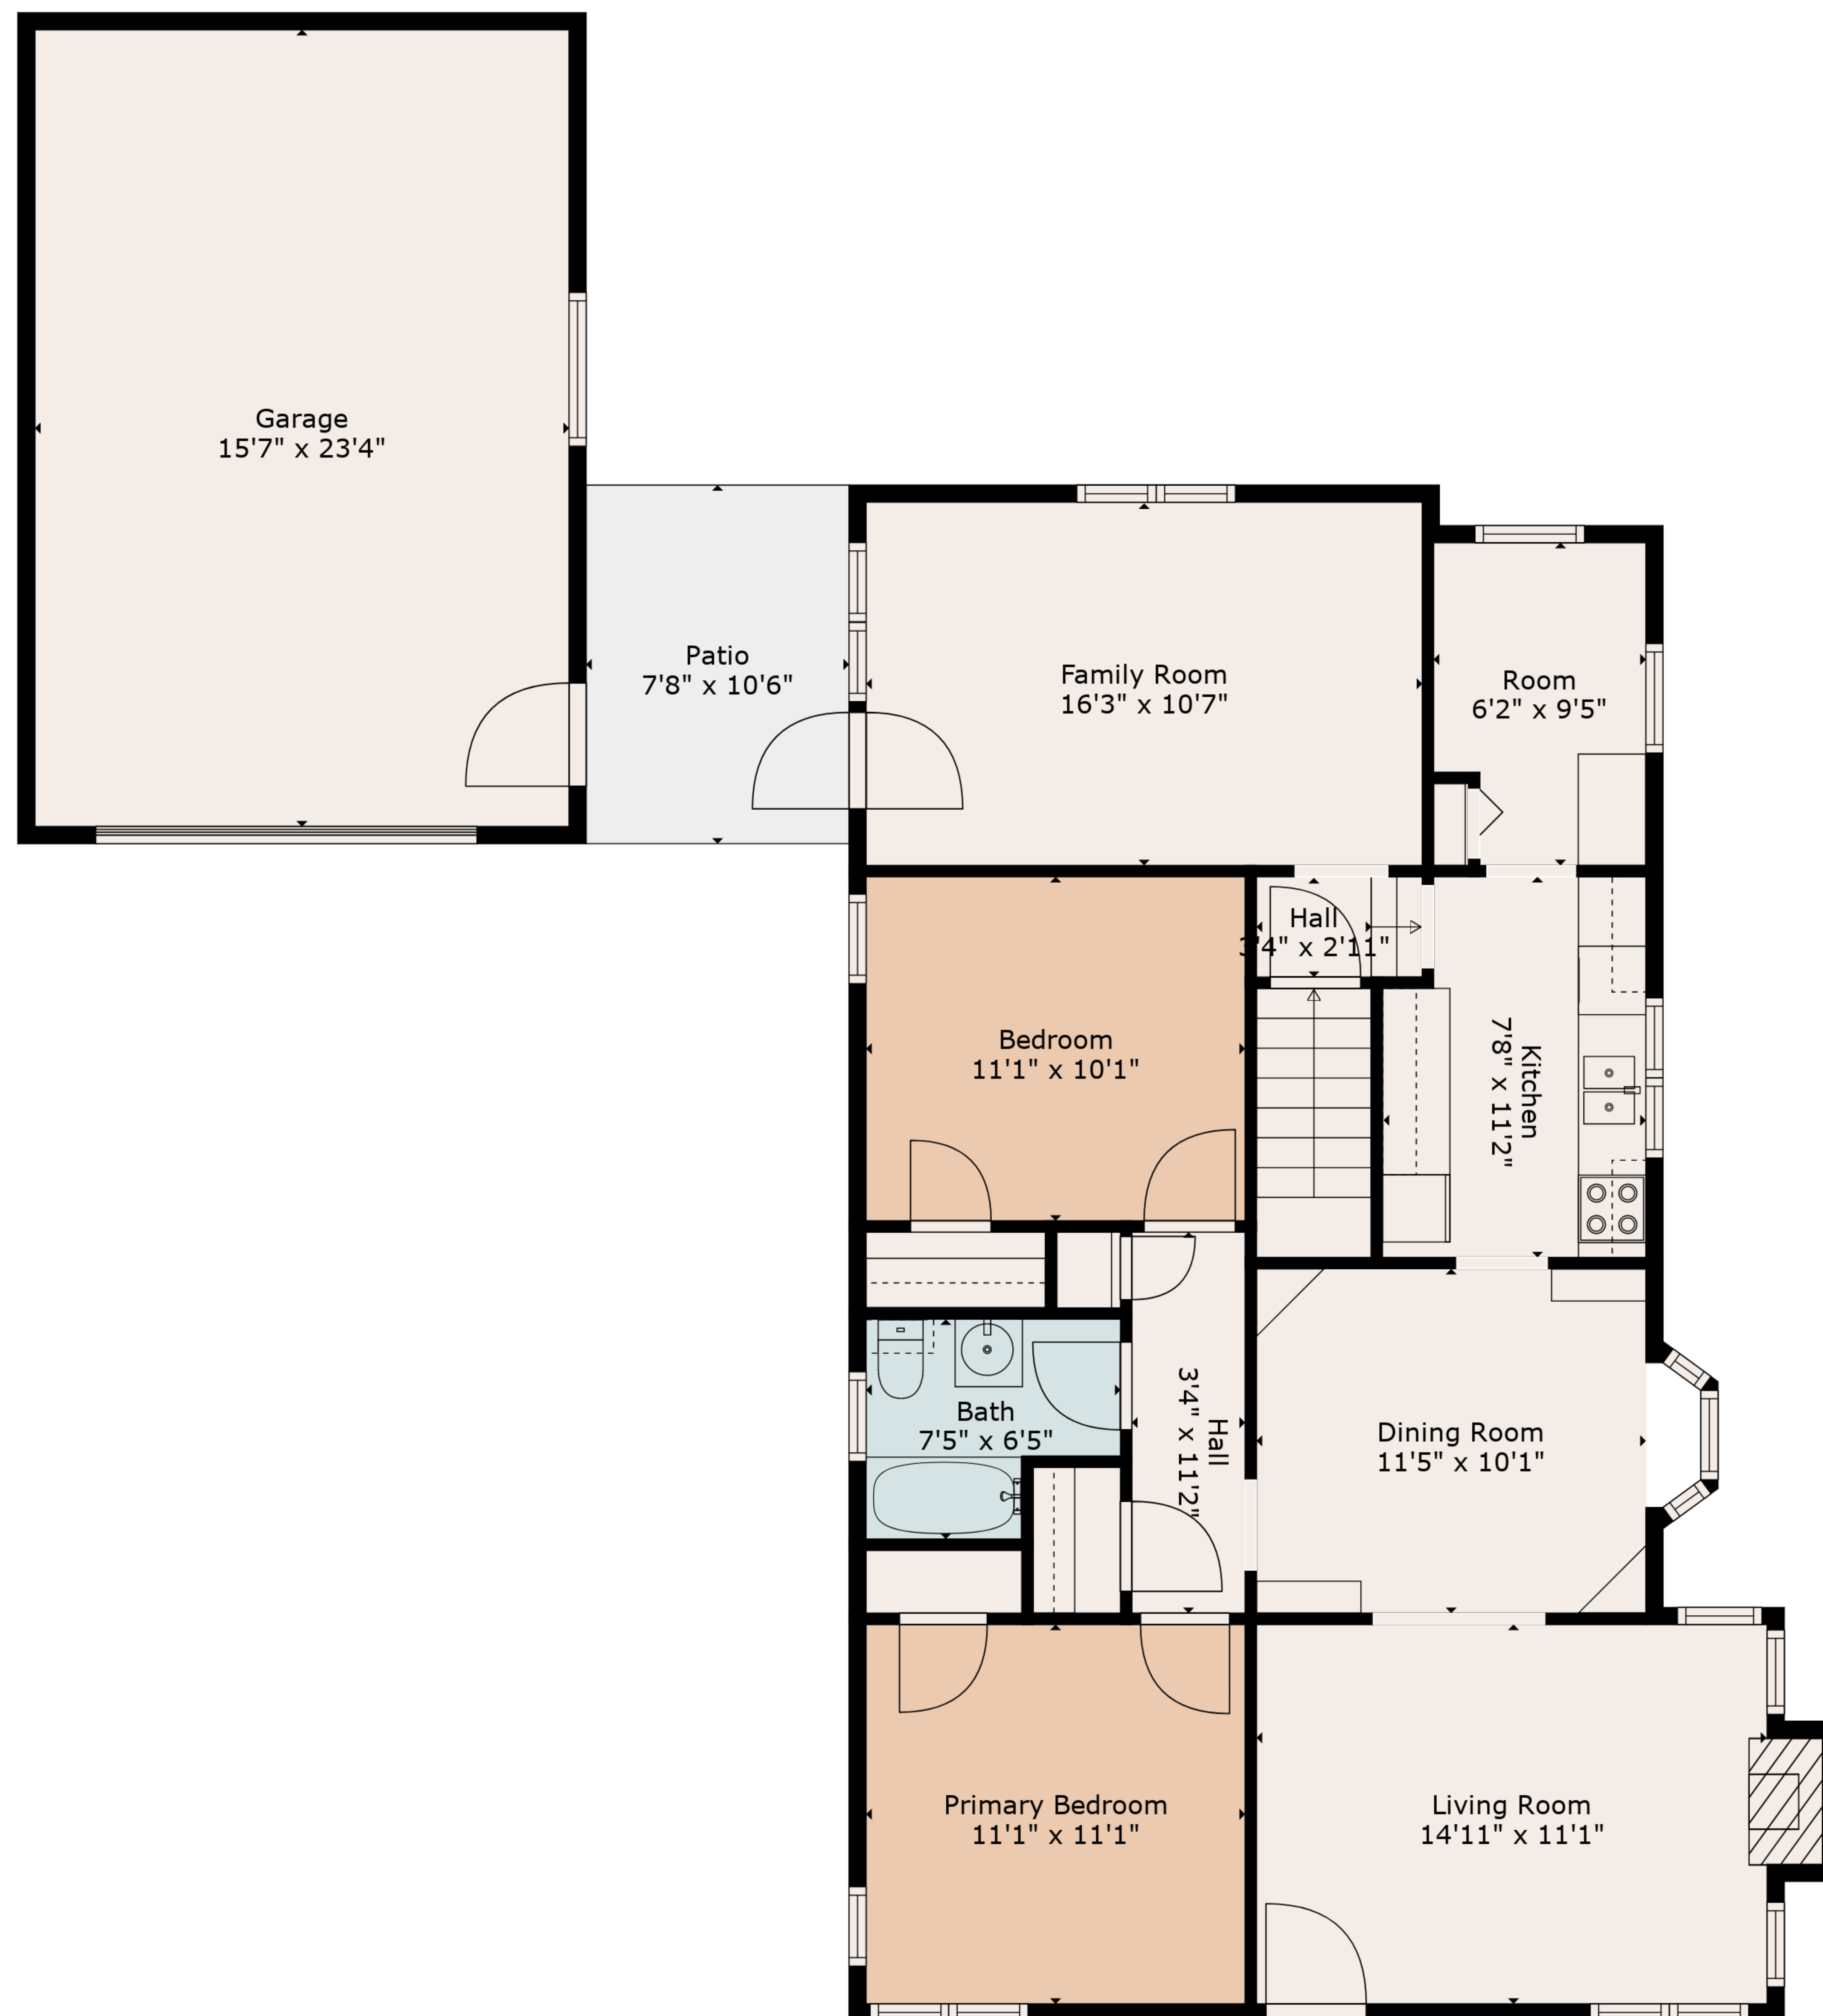 Garage
15'7" x 23'4"
Patio
7'8" x 10'6"
Family Room
16'3" x 10'7"
Room
6'2" x 9'5"
Hall
3'4" x 2'11"
Bedroom
11'1" x 10'1"
Kitchen
7'8" x 11'2"
Bath
7'5" x 6'5"
Hall
3'4" x 11'2"
Dining Room
11'5" x 10'1"
Primary Bedroom
11'1" x 11'1"
Living Room
14'11" x 11'1"